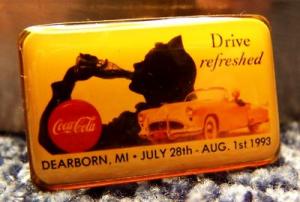 Drive
refreshed
Coca-Cola
DEARBORN, MI • JULY 28th - AUG. 1st 1993